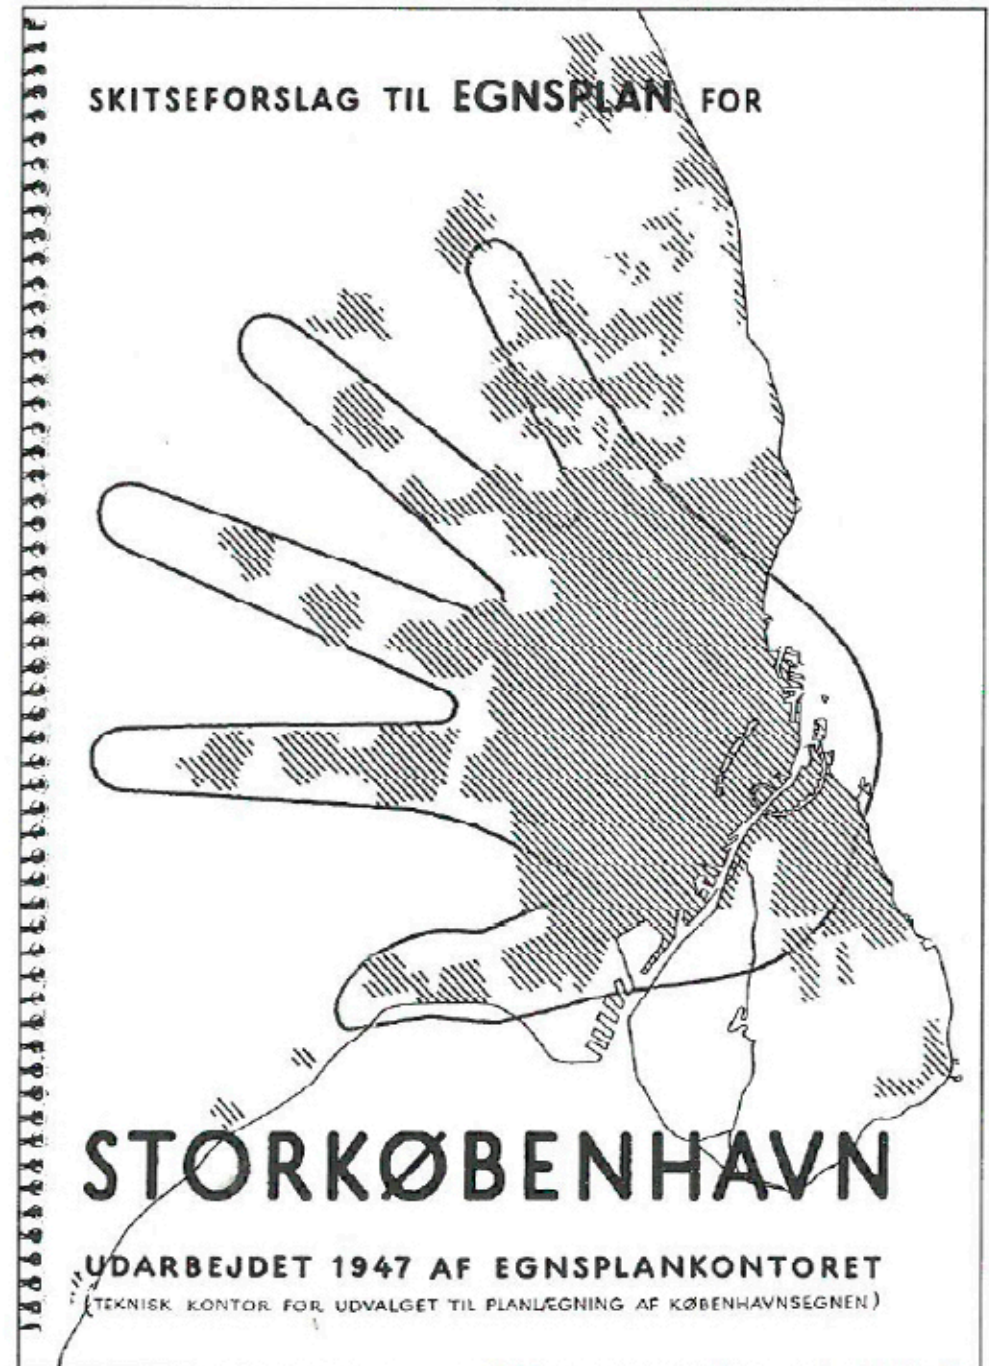 SKITSEFORSLAG TIL EGNSPLAN FOR
STORKØBENHAVN
UDARBEJDET 1947 AF EGNSPLANKONTORET
(TEKNISK KONTOR FOR UDVALGET TIL PLANLÆGNING AF KØBENHAVNSEGNEN)